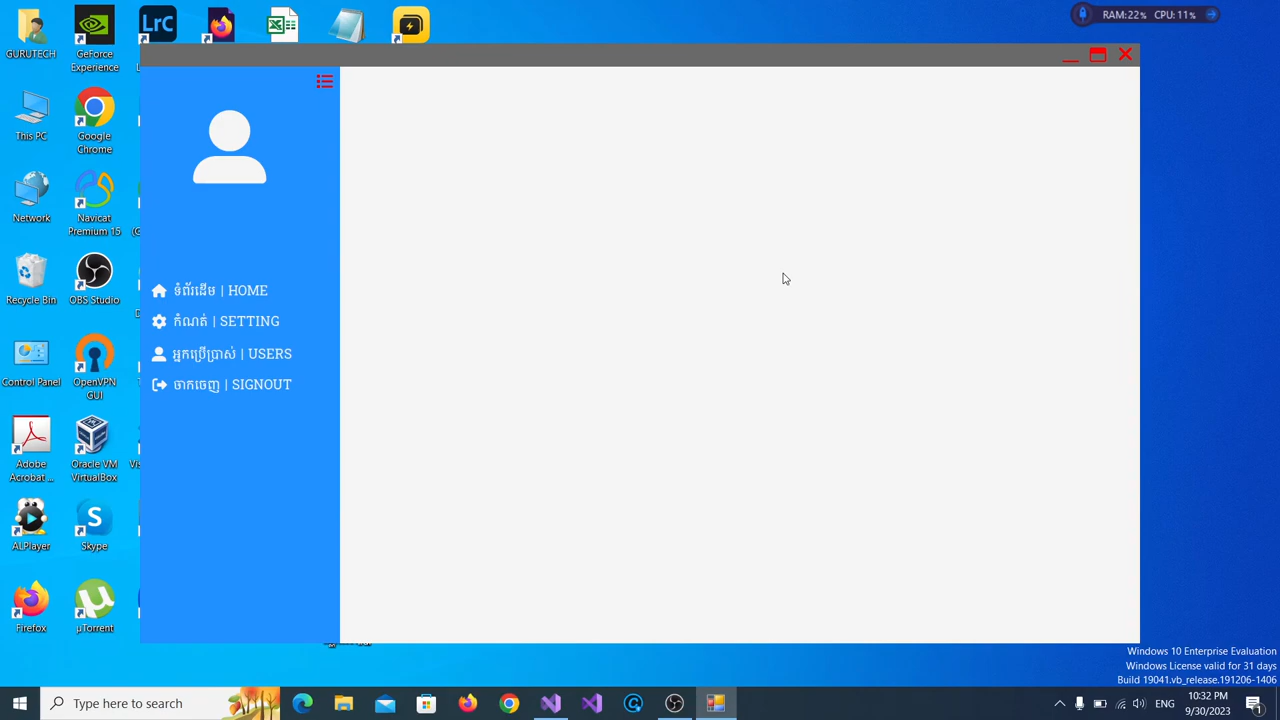 RAM:22% CPU:11%
GURUTECH
GeForce
Experience
LrC
This PC
Google
Chrome
Network
Navicat
Premium 15
Recycle Bin
OBS Studio
Control Panel
OpenVPN
GUI
Adobe
Acrobat ...
Oracle VM
VirtualBox
ALPlayer
Skype
Firefox
µTorrent
ទំព័រដើម | HOME
កំណត់ | SETTING
អ្នកប្រើប្រាស់ | USERS
ចាកចេញ | SIGNOUT
Windows 10 Enterprise Evaluation
Windows License valid for 31 days
Build 19041.vb_release.191206-1406
Type here to search
ENG
10:32 PM
9/30/2023
1